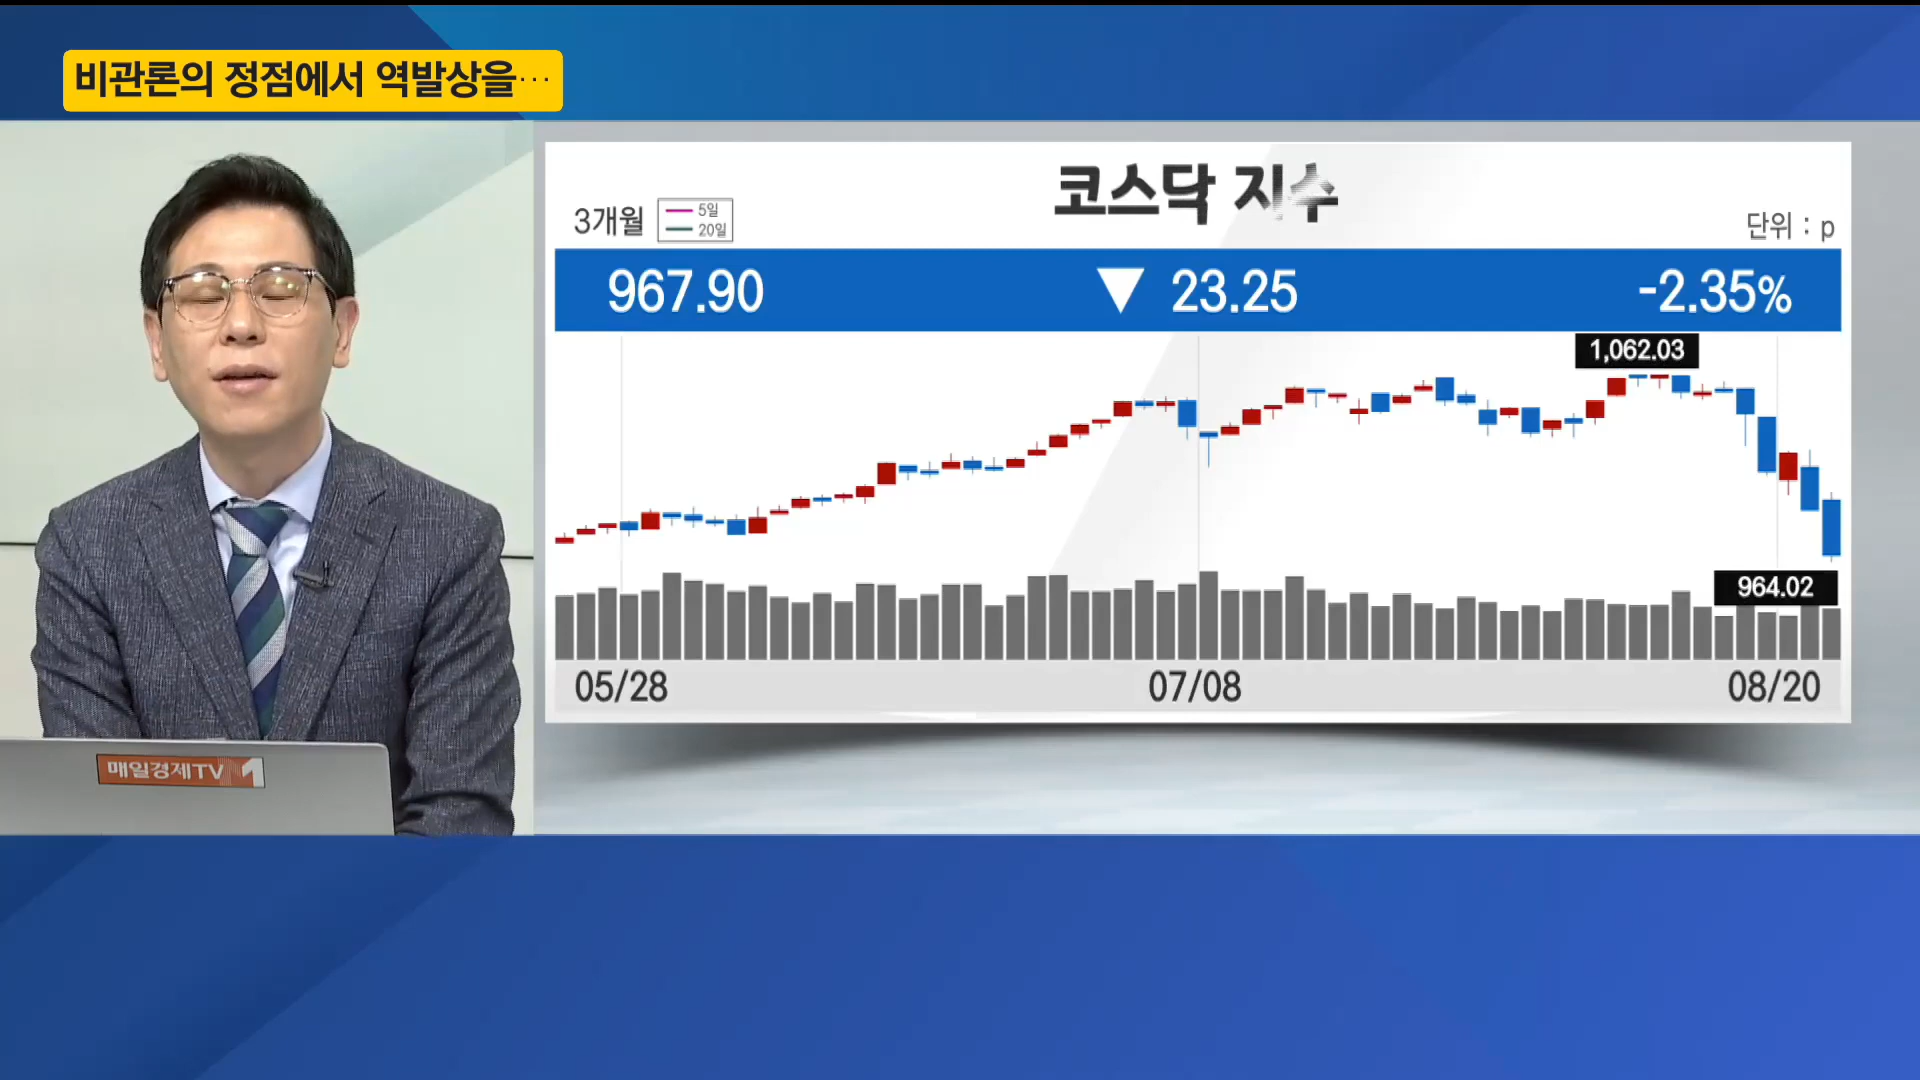 비관론의 정점에서 역발상을…
코스닥 지수
3개월
5일
20일
단위 : p
967.90 ▼ 23.25 -2.35%
1,062.03
964.02
05/28 07/08 08/20
매일경제TV 1